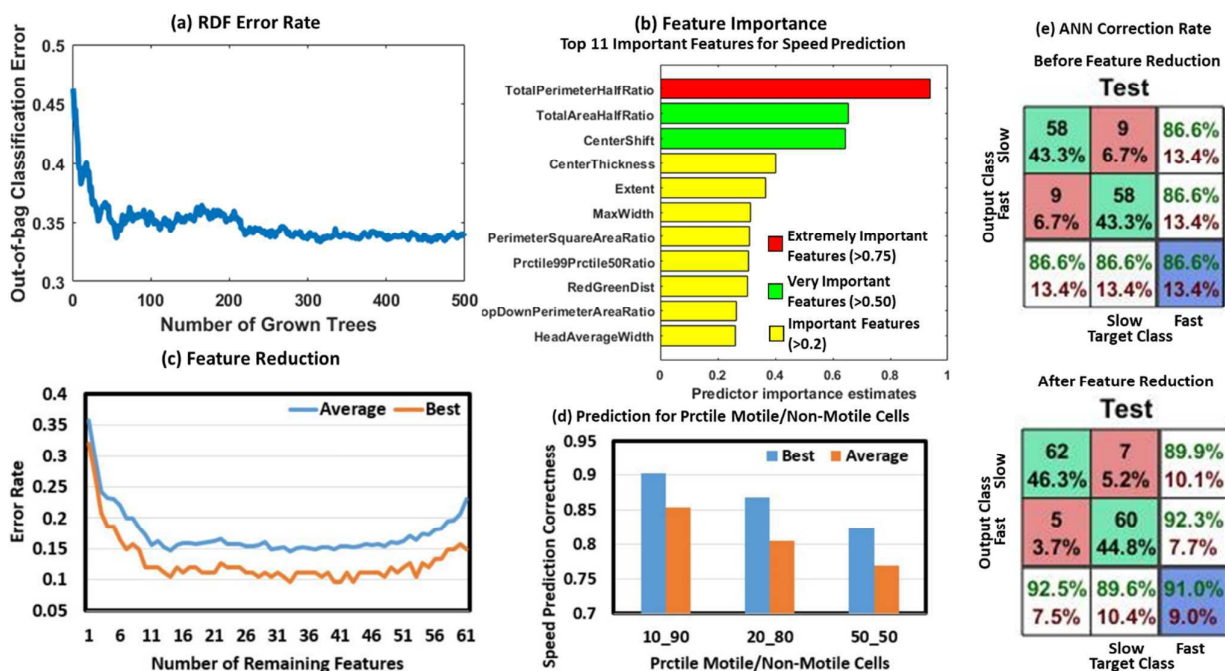 (a) RDF Error Rate
Out-of-bag Classification Error
0.5
0.45
0.4
0.35
0.3
0 100 200 300 400 500
Number of Grown Trees
(b) Feature Importance
Top 11 Important Features for Speed Prediction
TotalPerimeterHalfRatio
TotalAreaHalfRatio
CenterShift
CenterThickness
Extent
MaxWidth
PerimeterSquareAreaRatio
Prctile99Prctile50Ratio
RedGreenDist
opDownPerimeterAreaRatio
HeadAverageWidth
Extremely Important
Features (>0.75)
Very Important
Features (>0.50)
Important Features
(>0.2)
0 0.2 0.4 0.6 0.8 1
Predictor importance estimates
(c) Feature Reduction
Average Best
Error Rate
0.4
0.35
0.3
0.25
0.2
0.15
0.1
0.05
1 6 11 16 21 26 31 36 41 46 51 56 61
Number of Remaining Features
(d) Prediction for Prctile Motile/Non-Motile Cells
Best Average
Speed Prediction Correctness
0.95
0.9
0.85
0.8
0.75
0.7
10_90 20_80 50_50
Prctile Motile/Non-Motile Cells
(e) ANN Correction Rate
Before Feature Reduction
Test
Output Class
Slow
Fast
58 9 86.6%
43.3% 6.7% 13.4%
9 58 86.6%
6.7% 43.3% 13.4%
86.6% 86.6% 86.6%
13.4% 13.4% 13.4%
Slow Fast
Target Class
After Feature Reduction
Test
Output Class
Slow
Fast
62 7 89.9%
46.3% 5.2% 10.1%
5 60 92.3%
3.7% 44.8% 7.7%
92.5% 89.6% 91.0%
7.5% 10.4% 9.0%
Slow Fast
Target Class